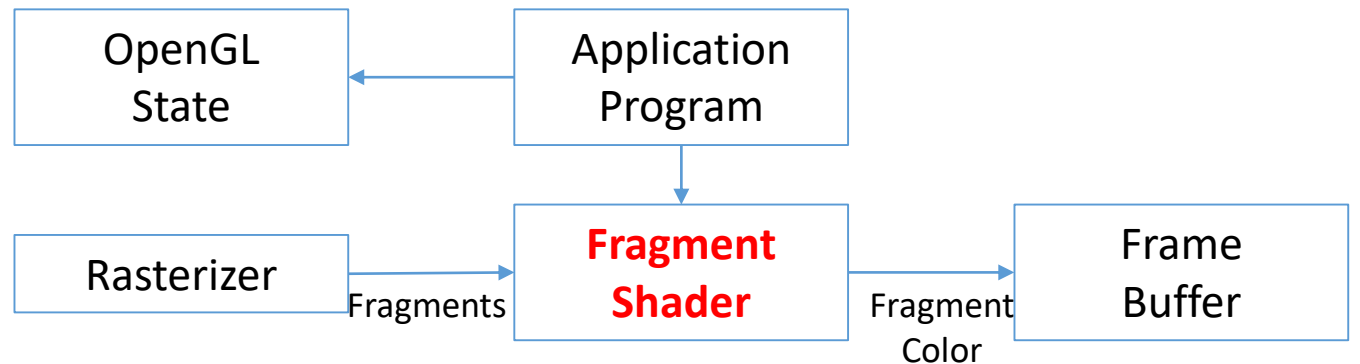 OpenGL
State
Application
Program
Rasterizer
Fragments
Fragment
Shader
Fragment
Color
Frame
Buffer